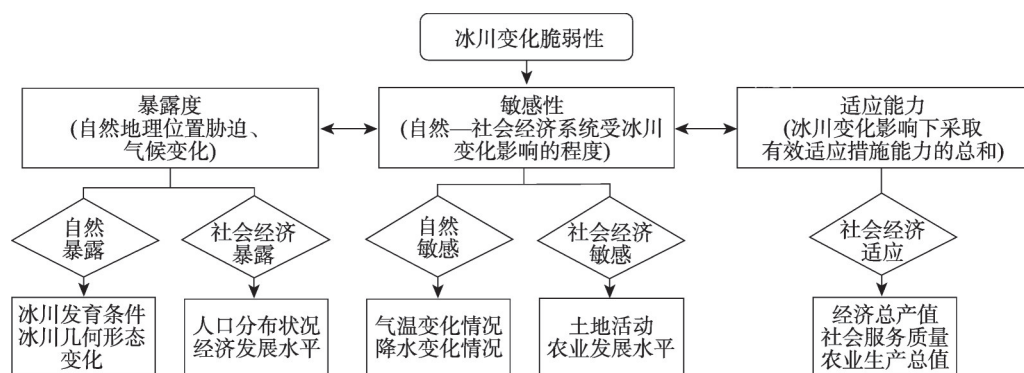 冰川变化脆弱性
暴露度
(自然地理位置胁迫、
气候变化)
敏感性
(自然—社会经济系统受冰川
变化影响的程度)
适应能力
(冰川变化影响下采取
有效适应措施能力的总和)
自然
暴露
社会经济
暴露
自然
敏感
社会经济
敏感
社会经济
适应
冰川发育条件
冰川几何形态
变化
人口分布状况
经济发展水平
气温变化情况
降水变化情况
土地活动
农业发展水平
经济总产值
社会服务质量
农业生产总值